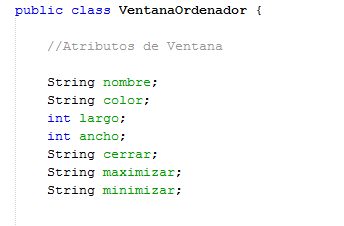 public class VentanaOrdenador {
//Atributos de Ventana
String nombre;
String color;
int largo;
int ancho;
String cerrar;
String maximizar;
String minimizar;